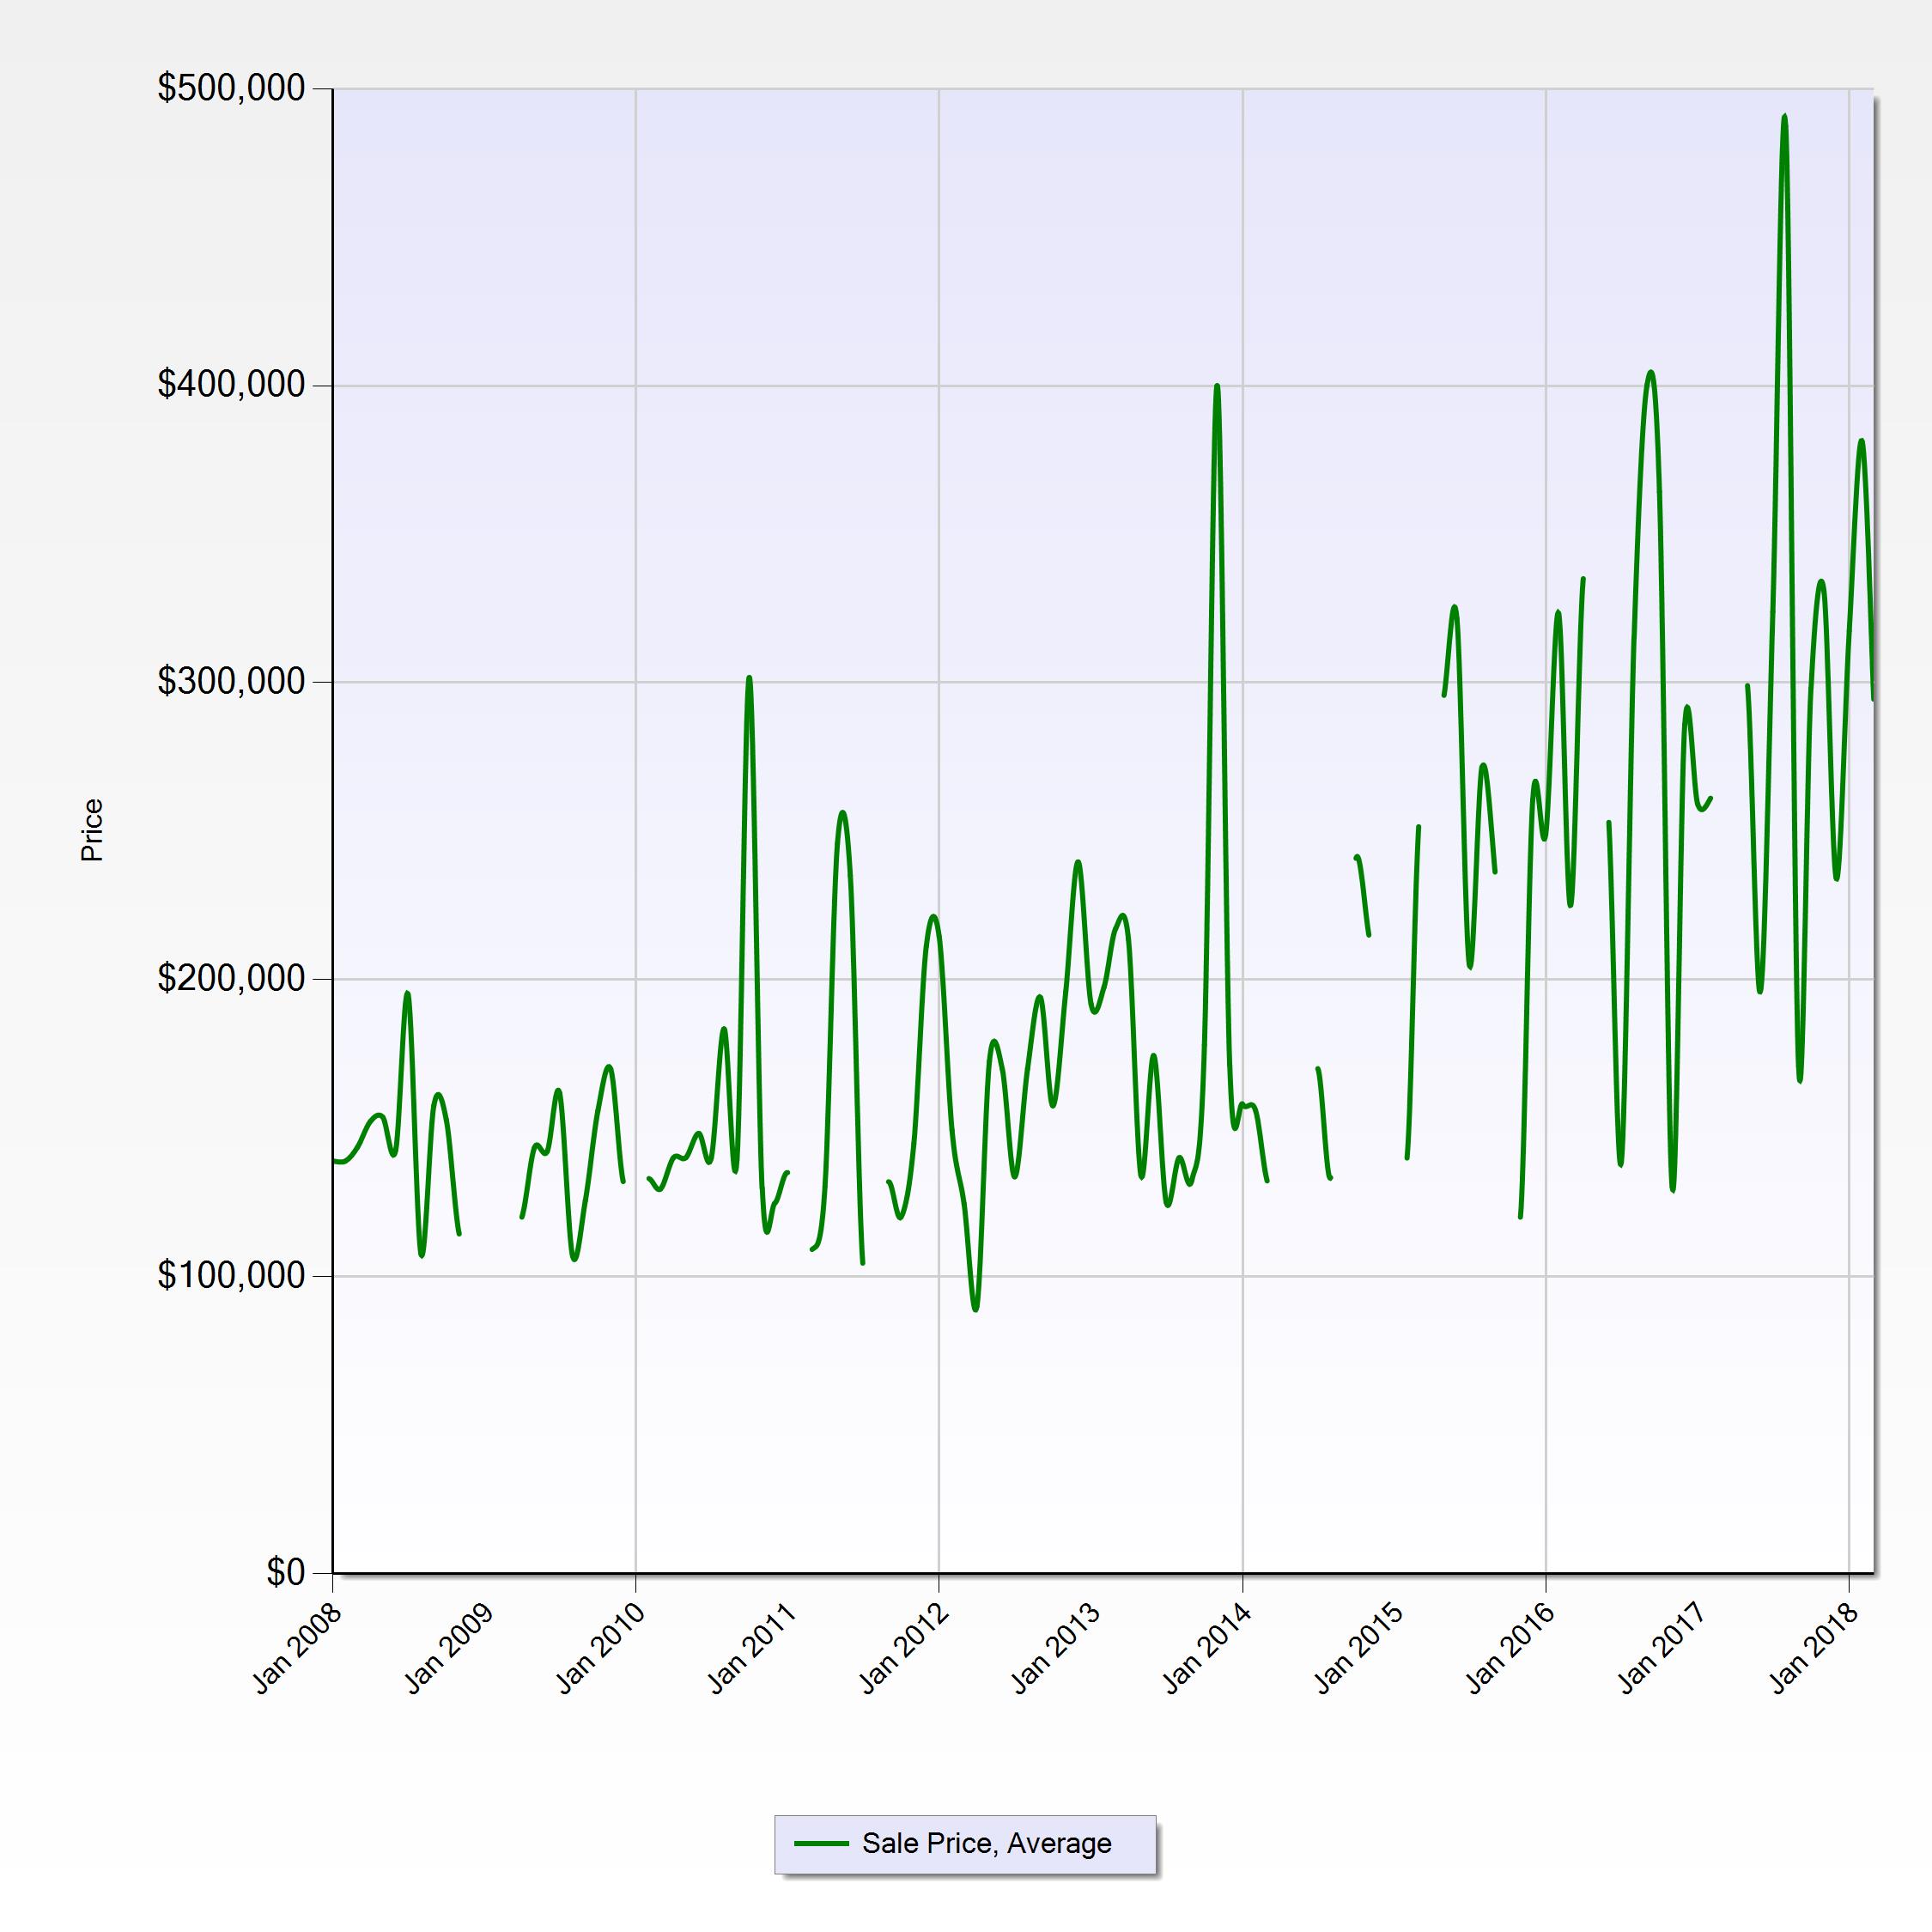 $500,000
$400,000
$300,000
$200,000
$100,000
$0
Price
Jan 2008
Jan 2009
Jan 2010
Jan 2011
Jan 2012
Jan 2013
Jan 2014
Jan 2015
Jan 2016
Jan 2017
Jan 2018
Sale Price, Average